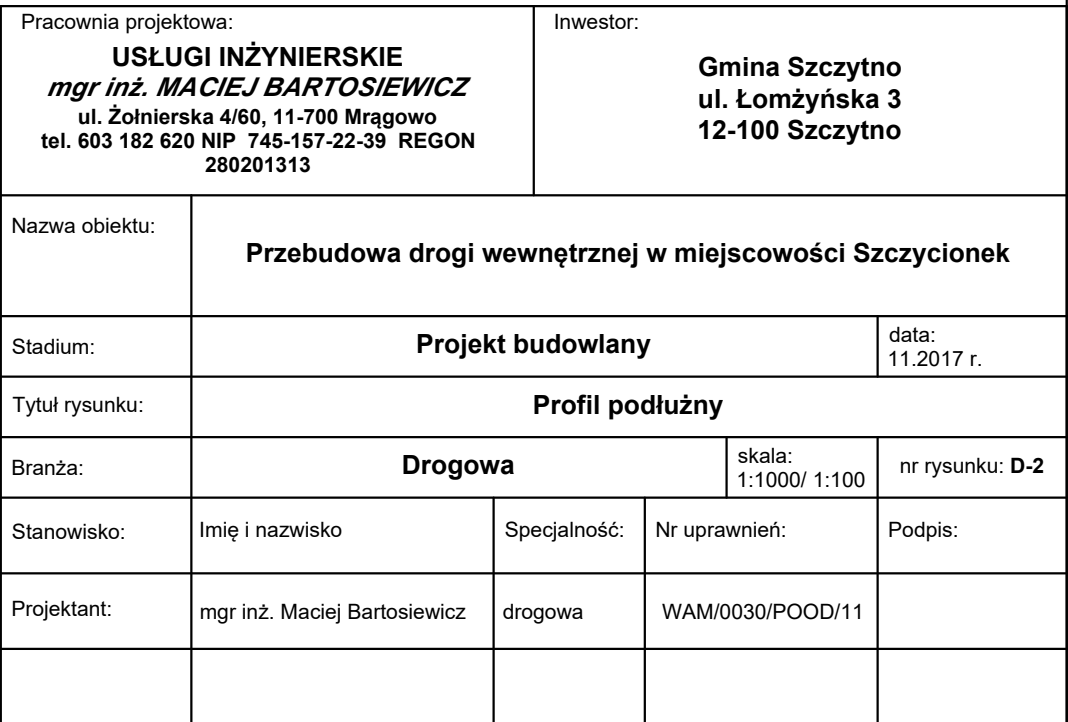 Pracownia projektowa:
USŁUGI INŻYNIERSKIE
mgr inż. MACIEJ BARTOSIEWICZ
ul. Żołnierska 4/60, 11-700 Mrągowo
tel. 603 182 620 NIP 745-157-22-39 REGON
280201313
Inwestor:
Gmina Szczytno
ul. Łomżyńska 3
12-100 Szczytno
Nazwa obiektu:
Przebudowa drogi wewnętrznej w miejscowości Szczycionek
Stadium:
Projekt budowlany
data:
11.2017 r.
Tytuł rysunku:
Profil podłużny
Branża:
Drogowa
skala:
1:1000/ 1:100
nr rysunku: D-2
Stanowisko:
Imię i nazwisko
Specjalność:
Nr uprawnień:
Podpis:
Projektant:
mgr inż. Maciej Bartosiewicz
drogowa
WAM/0030/POOD/11